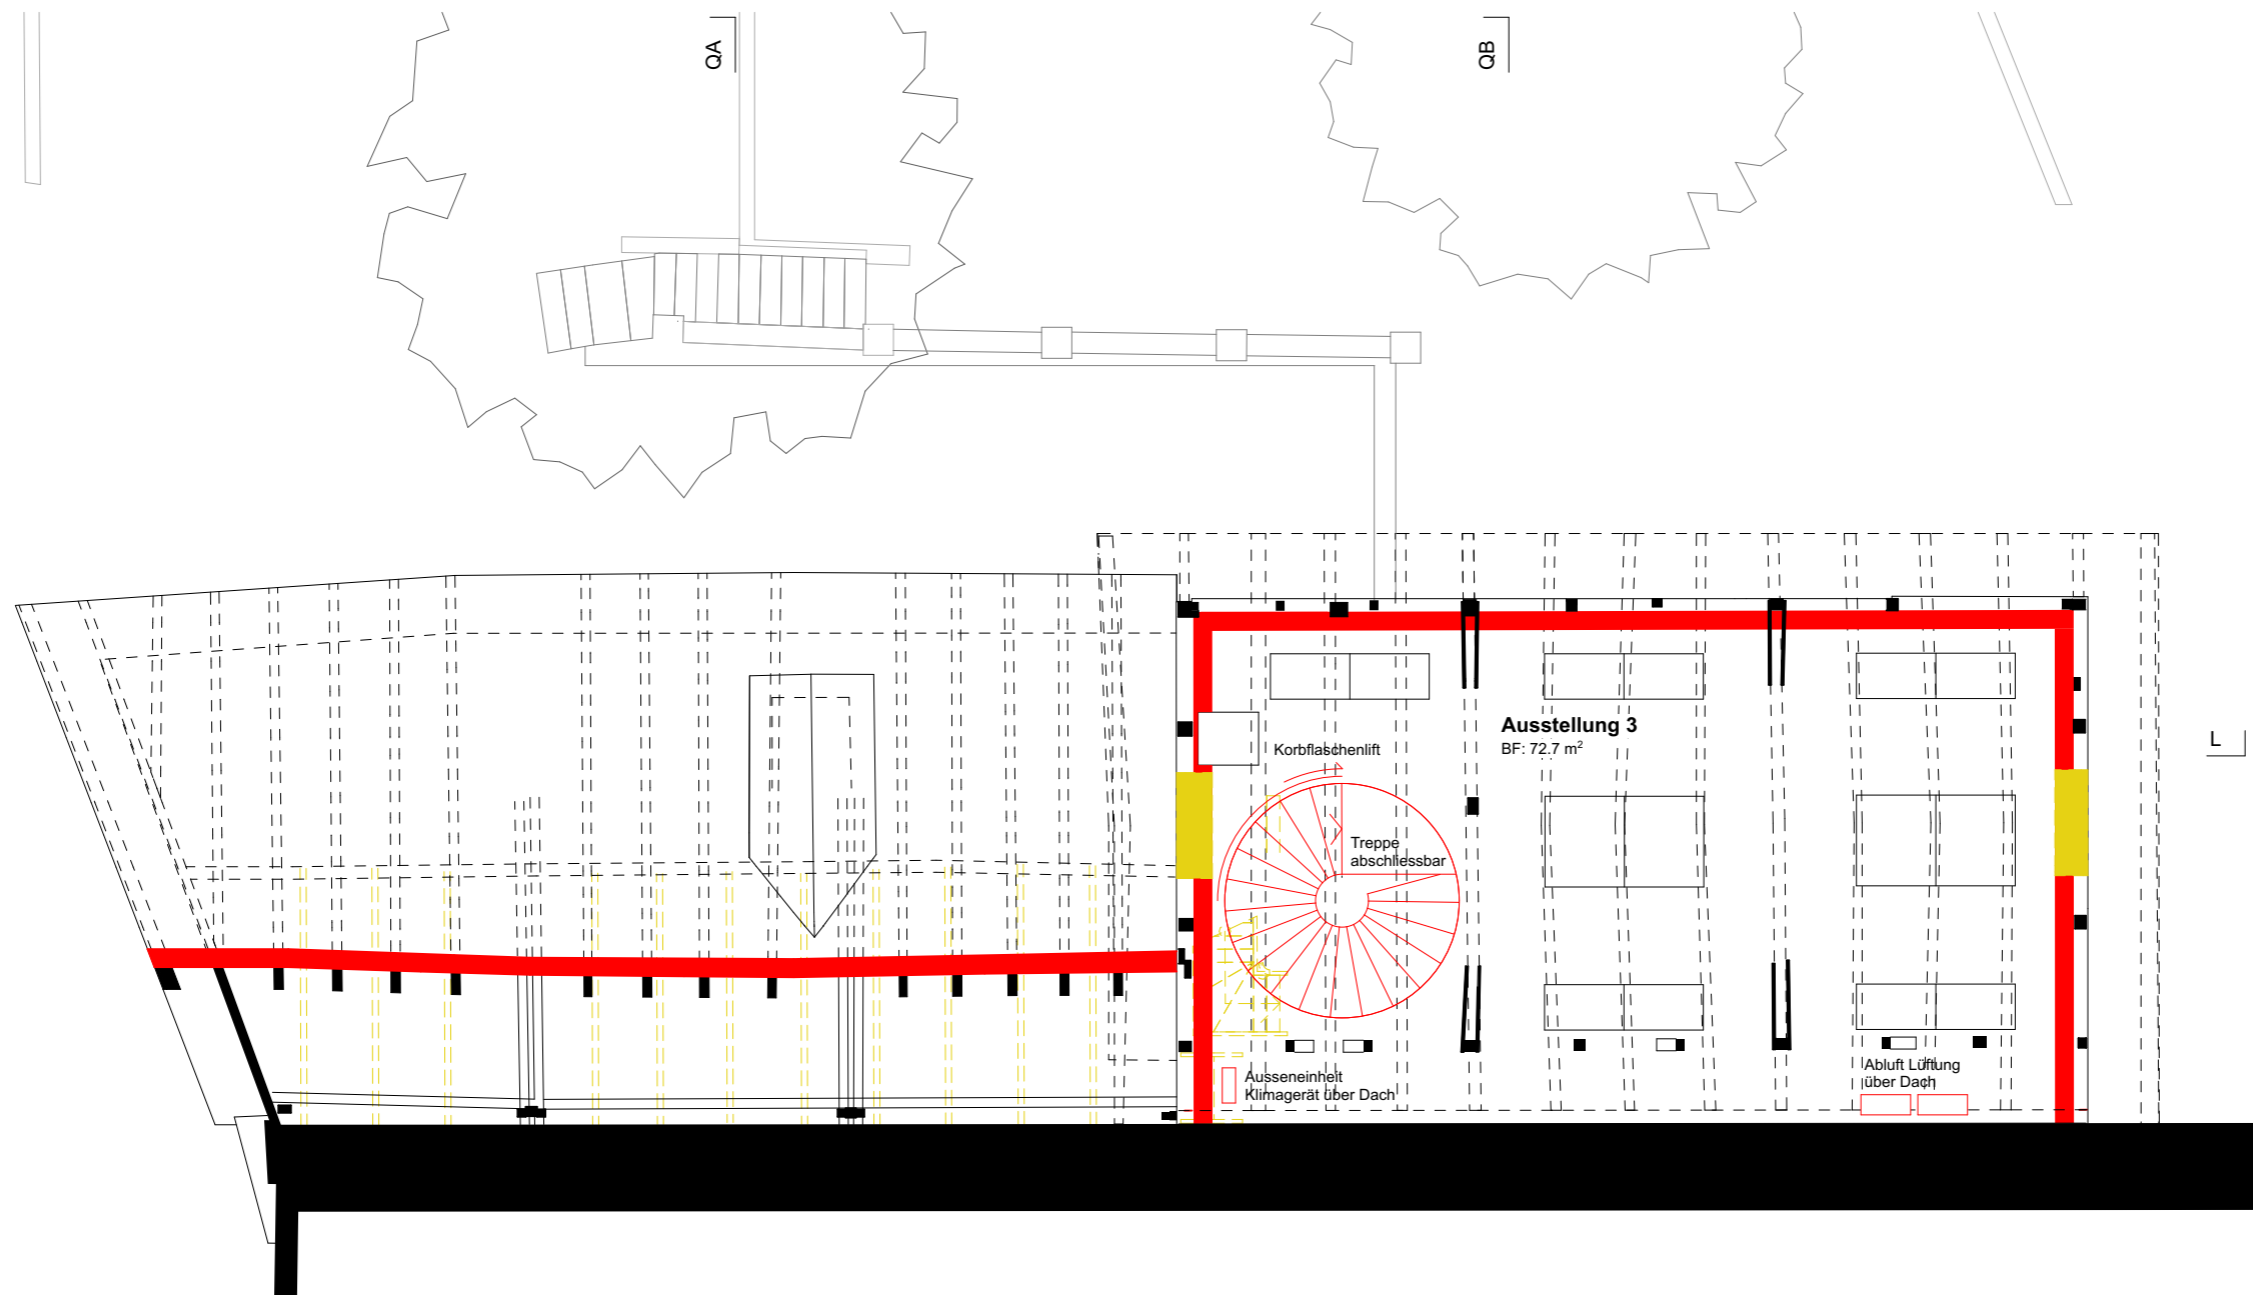 QA
QB
Ausstellung 3
BF: 72.7 m²
L
Korbflaschenlift
Treppe
abschliessbar
Ausseneinheit
Klimagerät über Dach
Abluft Lüftung
über Dach